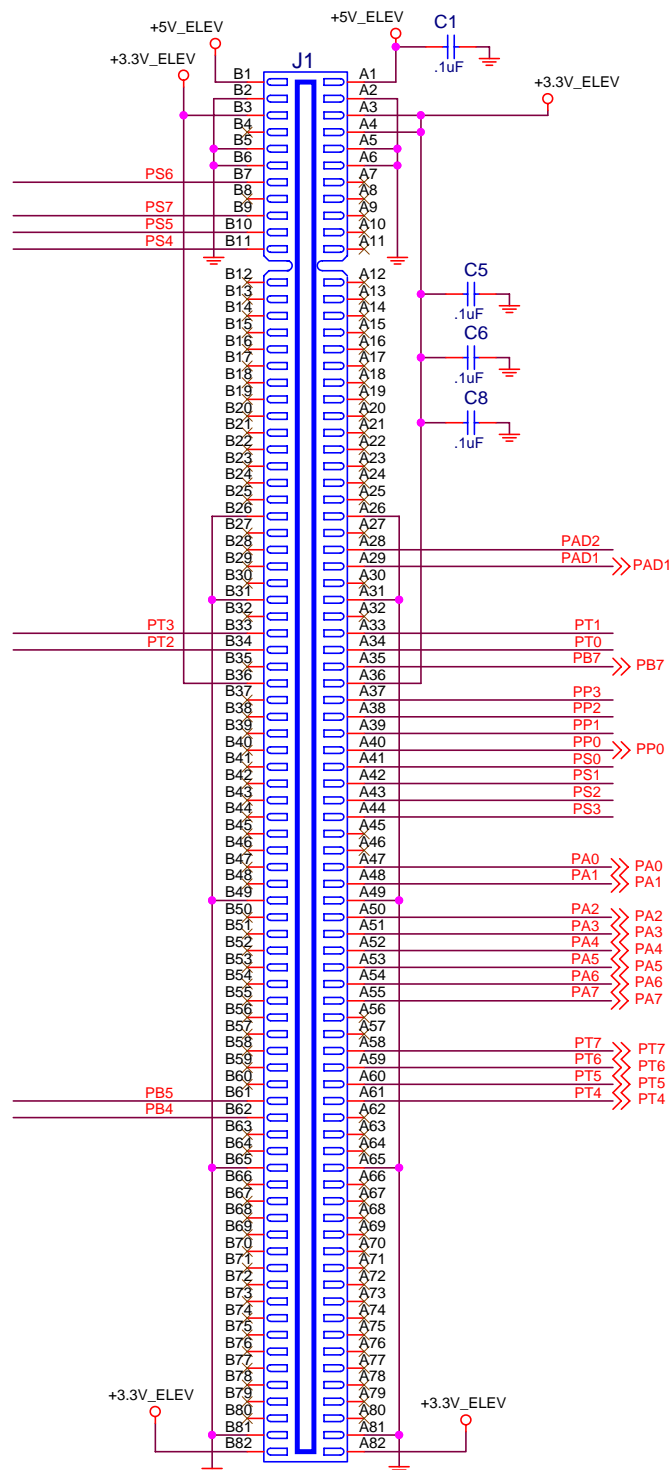 +5V_ELEV +5V_ELEV C1
.1uF
+3.3V_ELEV J1 +3.3V_ELEV
B1 A1
B2 A2
B3 A3
B4 A4
B5 A5
B6 A6
PS6 B7 A7
B8 A8
PS7 B9 A9
PS5 B10 A10
PS4 B11 A11
B12 A12
B13 A13 C5
B14 A14 .1uF
B15 A15
B16 A16 C6
B17 A17 .1uF
B18 A18
B19 A19
B20 A20 C8
B21 A21
B22 A22 .1uF
B23 A23
B24 A24
B25 A25
B26 A26
B27 A27
B28 A28 PAD2
B29 A29 PAD1 PAD1
B30 A30
B31 A31
B32 A32
PT3 B33 A33 PT1
PT2 B34 A34 PT0
B35 A35 PB7 PB7
B36 A36
B37 A37 PP3
B38 A38 PP2
B39 A39 PP1
B40 A40 PP0 PP0
B41 A41 PS0
B42 A42 PS1
B43 A43 PS2
B44 A44 PS3
B45 A45
B46 A46
B47 A47 PA0 PA0
B48 A48 PA1 PA1
B49 A49
B50 A50 PA2 PA2
B51 A51 PA3 PA3
B52 A52 PA4 PA4
B53 A53 PA5 PA5
B54 A54 PA6 PA6
B55 A55 PA7 PA7
B56 A56
B57 A57
B58 A58 PT7 PT7
B59 A59 PT6 PT6
B60 A60 PT5 PT5
PB5 B61 A61 PT4 PT4
PB4 B62 A62
B63 A63
B64 A64
B65 A65
B66 A66
B67 A67
B68 A68
B69 A69
B70 A70
B71 A71
B72 A72
B73 A73
B74 A74
B75 A75
B76 A76
B77 A77
B78 A78
B79 A79
+3.3V_ELEV B80 A80 +3.3V_ELEV
B81 A81
B82 A82